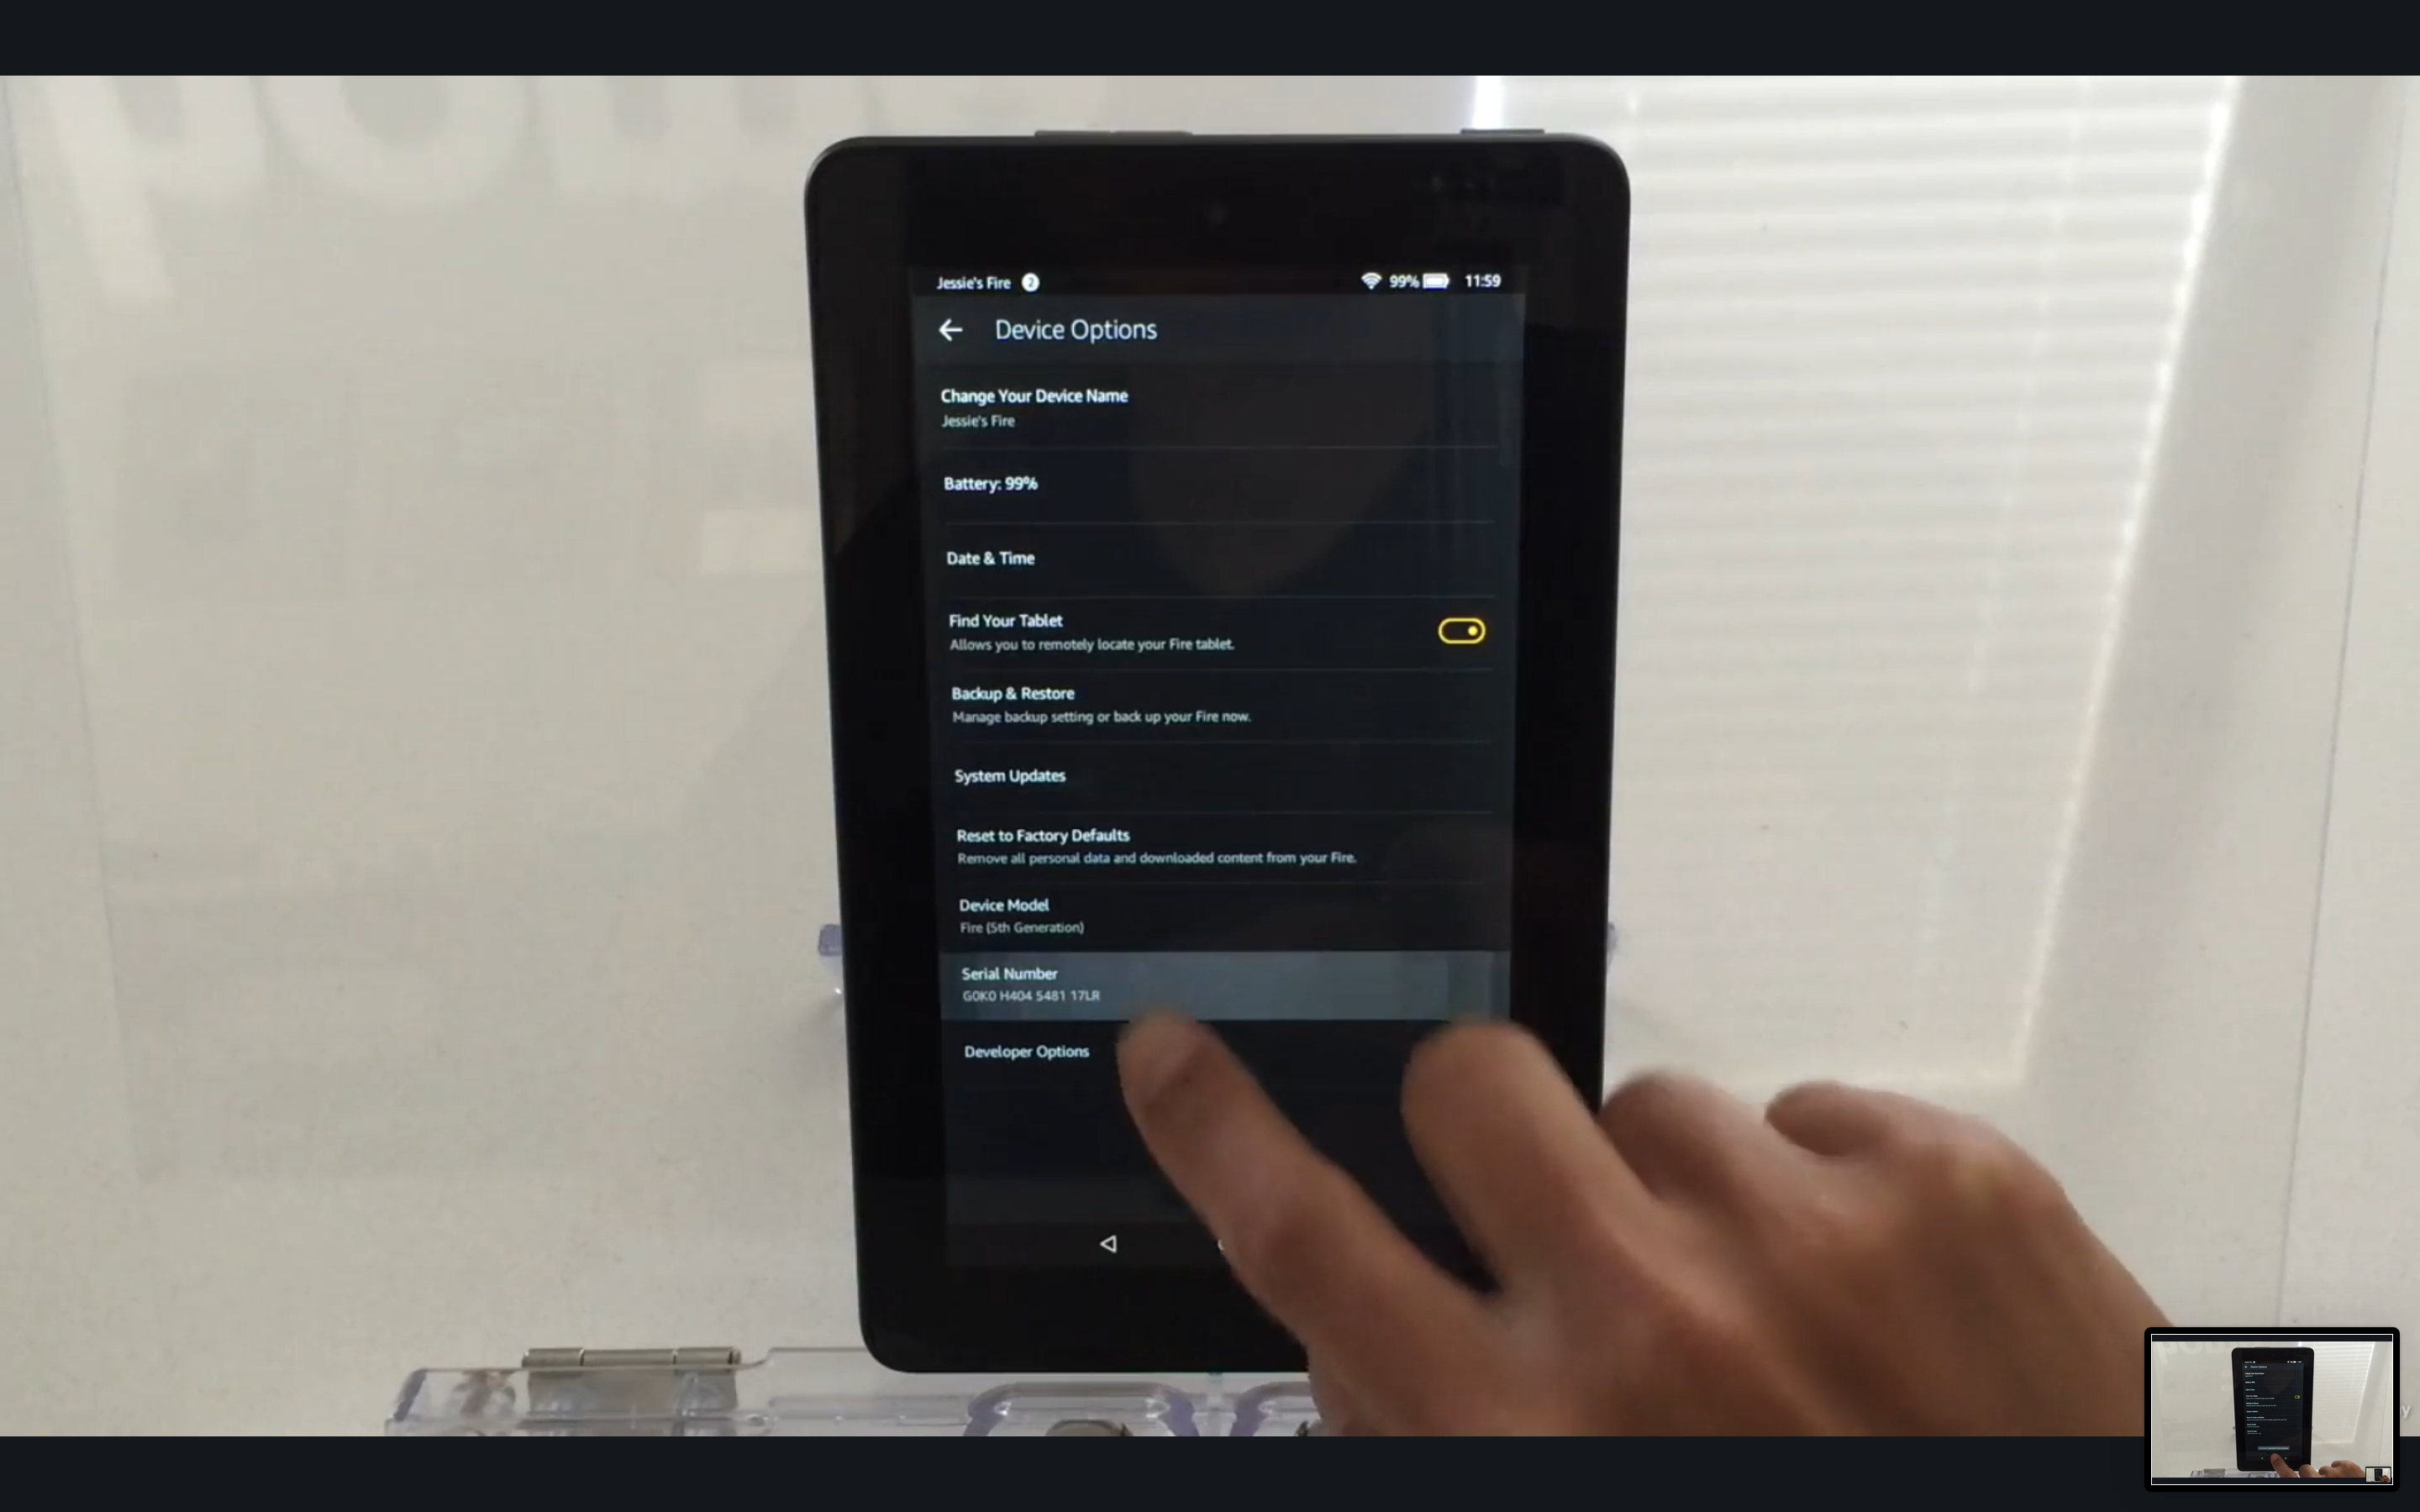 Jessie's Fire 2 99% 11:59
Device Options
Change Your Device Name
Jessie's Fire
Battery: 99%
Date & Time
Find Your Tablet
Allows you to remotely locate your Fire tablet.
Backup & Restore
Manage backup setting or back up your Fire now.
System Updates
Reset to Factory Defaults
Remove all personal data and downloaded content from your Fire.
Device Model
Fire (5th Generation)
Serial Number
G0K0 H404 5481 17LR
Developer Options